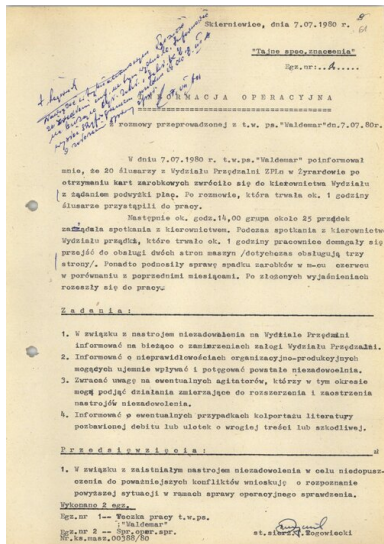 Skierniewice, dnia 7.07.1980 r.
"Tajne spec.znaczenia"
Egz.nr:
INFORMACJA OPERACYJNA
z rozmowy przeprowadzonej z t.w. ps."Waldemar"dn.7.07.80r.
W dniu 7.07.1980 r. t.w.ps."Waldemar" poinformował
mnie, że 20 ślusarzy z Wydziału Przędzalni ZPLn w Żyrardowie po
otrzymaniu kart zarobkowych zwróciło się do kierownictwa Wydziału
z żądaniem podwyżki płac. Po rozmowie, która trwała ok. 1 godziny
ślusarze przystąpili do pracy.
Następnie ok. godz.14,00 grupa około 25 prządek
zażądała spotkania z kierownictwem. Podczas spotkania z kierownictwem
Wydziału prządki, które trwało ok. 1 godziny pracownice domagały się
przejść do obsługi dwóch stron maszyn /dotychczas obsługują trzy
strony/. Ponadto podnosiły sprawę spadku zarobków w m-cu czerwcu
w porównaniu z poprzednimi miesiącami. Po złożonych wyjaśnieniach
rozeszły się do pracy.
Zadania:
1. W związku z nastrojem niezadowolenia na Wydziale Przędzalni
informować na bieżąco o zamierzeniach załogi Wydziału Przędzalni.
2. Informować o nieprawidłowościach organizacyjno-produkcyjnych
mogących ujemnie wpływać i potęgować powstałe niezadowolenia.
3. Zwracać uwagę na ewentualnych agitatorów, którzy w tym okresie
mogą podjąć działania zmierzające do rozszerzenia i zaostrzenia
nastrojów niezadowolenia.
4. Informować o ewentualnych przypadkach kolportażu literatury
pozbawionej debitu lub ulotek o wrogiej treści lub szkodliwej.
Przedsięwzięcia:
1. W związku z zaistniałym nastrojem niezadowolenia w celu niedopusz-
czenia do poważniejszych konfliktów wnioskuję o rozpoznanie
powyższej sytuacji w ramach sprawy operacyjnego sprawdzenia.
Wykonano 2 egz.
Egz.nr 1 -- Teczka pracy t.w.ps.
"Waldemar"
Egz.nr 2 -- Spr.oper.spr.
Nr.ks.masz.00388/80
st.sierż. Rogowiecki